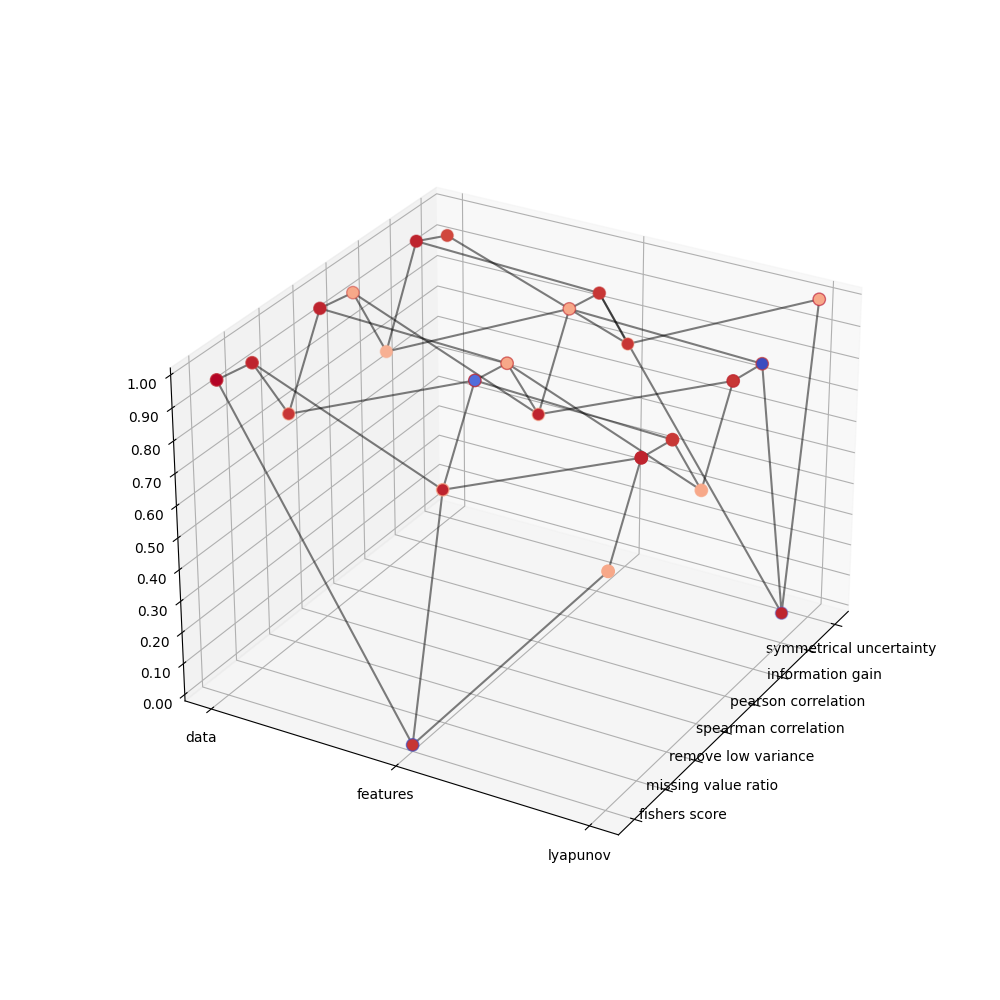 1.00
0.90
0.80
0.70
0.60
0.50
0.40
0.30
0.20
0.10
0.00
data
features
lyapunov
symmetrical uncertainty
information gain
pearson correlation
spearman correlation
remove low variance
missing value ratio
fishers score